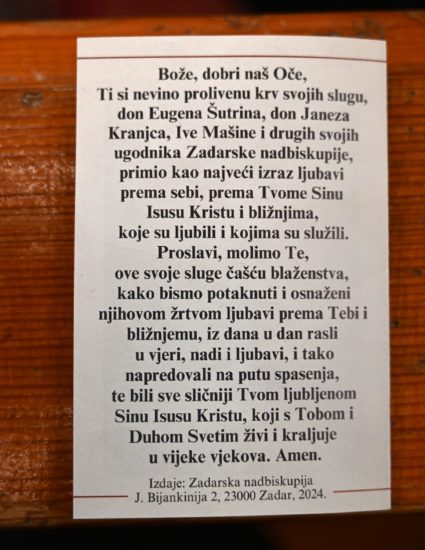 Bože, dobri naš Oče,
Ti si nevino prolivenu krv svojih slugu,
don Eugena Šutrina, don Janeza
Kranjca, Ive Mašine i drugih svojih
ugodnika Zadarske nadbiskupije,
primio kao najveći izraz ljubavi
prema sebi, prema Tvome Sinu
Isusu Kristu i bližnjima,
koje su ljubili i kojima su služili.
Proslavi, molimo Te,
ove svoje sluge čašću blaženstva,
kako bismo potaknuti i osnaženi
njihovom žrtvom ljubavi prema Tebi i
bližnjemu, iz dana u dan rasli
u vjeri, nadi i ljubavi, i tako
napredovali na putu spasenja,
te bili sve sličniji Tvom ljubljenom
Sinu Isusu Kristu, koji s Tobom i
Duhom Svetim živi i kraljuje
u vijeke vjekova. Amen.
Izdaje: Zadarska nadbiskupija
J. Bijankinija 2, 23000 Zadar, 2024.